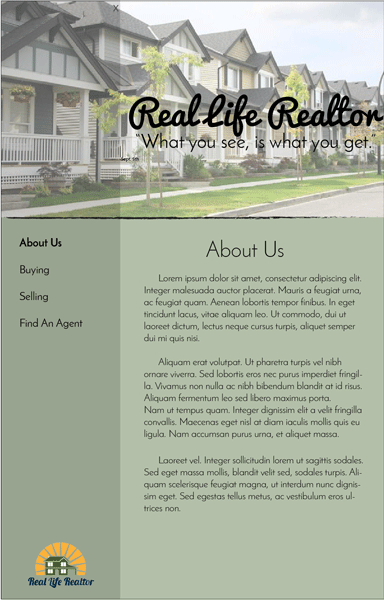 X
Real Life Realtor
"What you see, is what you get."
About Us
Buying
Selling
Find An Agent
About Us
Lorem ipsum dolor sit amet, consectetur adipiscing elit.
Integer malesuada auctor placerat. Mauris a feugiat urna,
ac feugiat quam. Aenean lobortis tempor finibus. In eget
tincidunt lacus, vitae aliquam leo. Ut commodo, dui ut
laoreet dictum, lectus neque cursus turpis, aliquet semper
dui mi quis nisi.
Aliquam erat volutpat. Ut pharetra turpis vel nibh
ornare viverra. Sed lobortis eros nec purus imperdiet fringil-
la. Vivamus non nulla ac nibh bibendum blandit at id risus.
Aliquam fermentum leo sed libero maximus porta.
Nam ut tempus quam. Integer dignissim elit a velit fringilla
convallis. Maecenas eget nisl at diam iaculis mollis quis eu
ligula. Nam accumsan purus urna, et aliquet massa.
Laoreet vel. Integer sollicitudin lorem ut sagittis sodales.
Sed eget massa mollis, blandit velit sed, sodales turpis. Ali-
quam scelerisque feugiat magna, ut interdum nunc dignis-
sim eget. Sed egestas tellus metus, ac vestibulum eros ul-
trices non.
Real Life Realtor